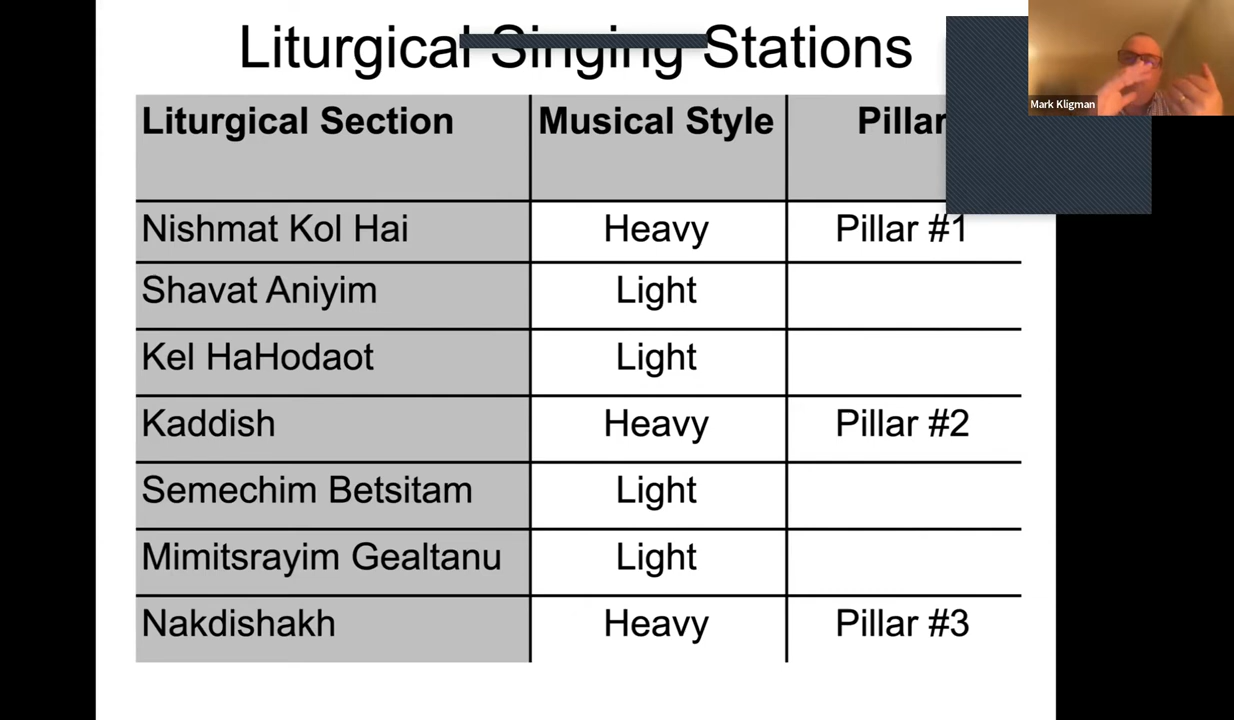 Liturgical Singing Stations
Liturgical Section Musical Style Pillar
Nishmat Kol Hai Heavy Pillar #1
Shavat Aniyim Light
Kel HaHodaot Light
Kaddish Heavy Pillar #2
Semechim Betsitam Light
Mimitsrayim Gealtanu Light
Nakdishakh Heavy Pillar #3
Mark Kligman